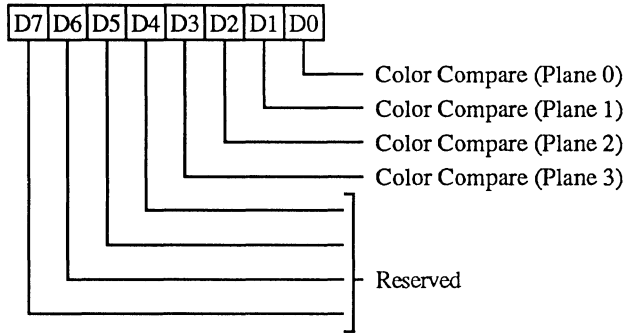 D7 D6 D5 D4 D3 D2 D1 D0
Color Compare (Plane 0)
Color Compare (Plane 1)
Color Compare (Plane 2)
Color Compare (Plane 3)
Reserved